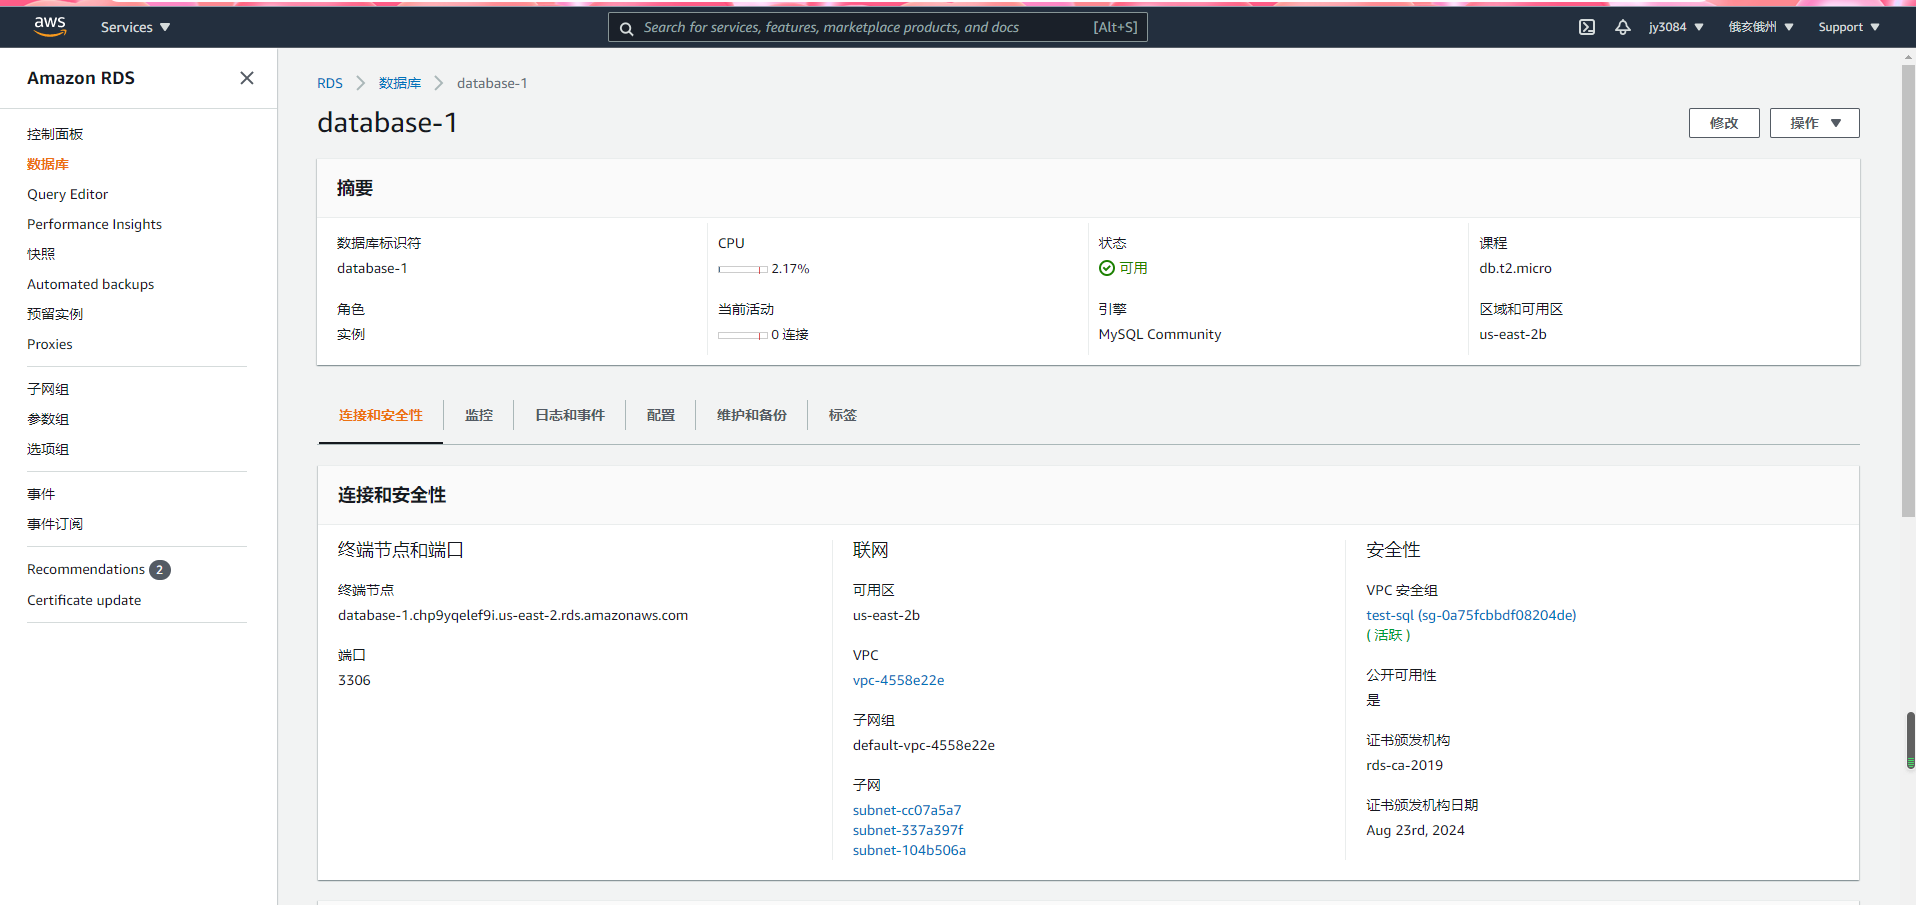 aws
Services
Search for services, features, marketplace products, and docs
[Alt+S]
jy3084
俄亥俄州
Support
Amazon RDS
控制面板
数据库
Query Editor
Performance Insights
快照
Automated backups
预留实例
Proxies
子网组
参数组
选项组
事件
事件订阅
Recommendations 2
Certificate update
RDS
数据库
database-1
database-1
修改
操作
摘要
数据库标识符
database-1
角色
实例
CPU
2.17%
当前活动
0 连接
状态
可用
引擎
MySQL Community
课程
db.t2.micro
区域和可用区
us-east-2b
连接和安全性
监控
日志和事件
配置
维护和备份
标签
连接和安全性
终端节点和端口
终端节点
database-1.chp9yqelef9i.us-east-2.rds.amazonaws.com
端口
3306
联网
可用区
us-east-2b
VPC
vpc-4558e22e
子网组
default-vpc-4558e22e
子网
subnet-cc07a5a7
subnet-337a397f
subnet-104b506a
安全性
VPC 安全组
test-sql (sg-0a75fcbbdf08204de)
( 活跃 )
公开可用性
是
证书颁发机构
rds-ca-2019
证书颁发机构日期
Aug 23rd, 2024